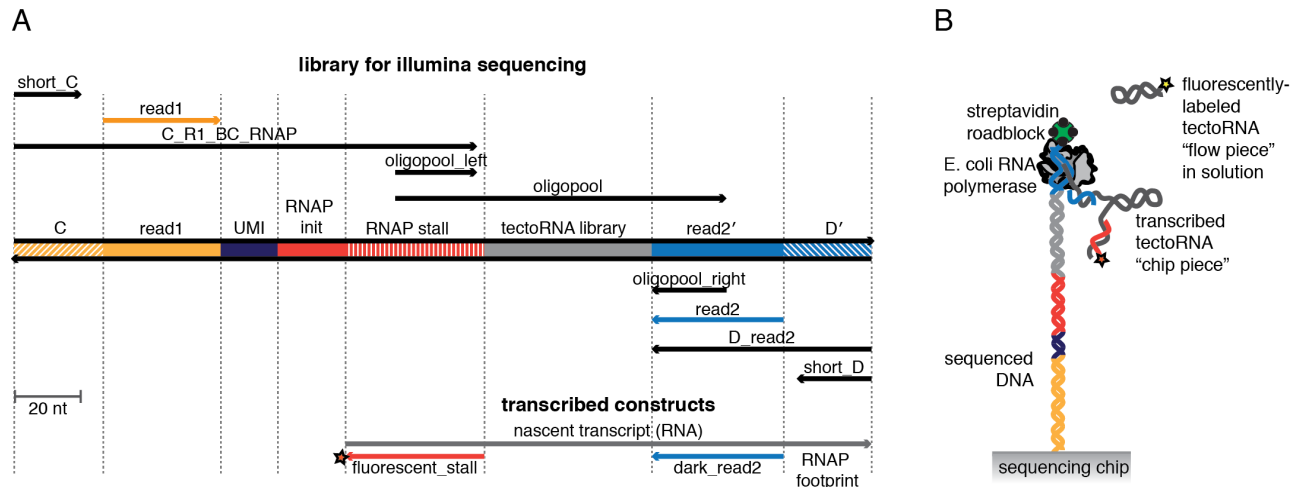 A
library for illumina sequencing
short_C
read1
C_R1_BC_RNAP
oligopool_left
oligopool
C
read1
UMI
RNAP
init
RNAP stall
tectoRNA library
read2′
D′
oligopool_right
read2
D_read2
short_D
20 nt
transcribed constructs
nascent transcript (RNA)
fluorescent_stall
dark_read2
RNAP
footprint
B
fluorescently-
labeled
tectoRNA
“flow piece”
in solution
streptavidin
roadblock
E. coli RNA
polymerase
transcribed
tectoRNA
“chip piece”
sequenced
DNA
sequencing chip